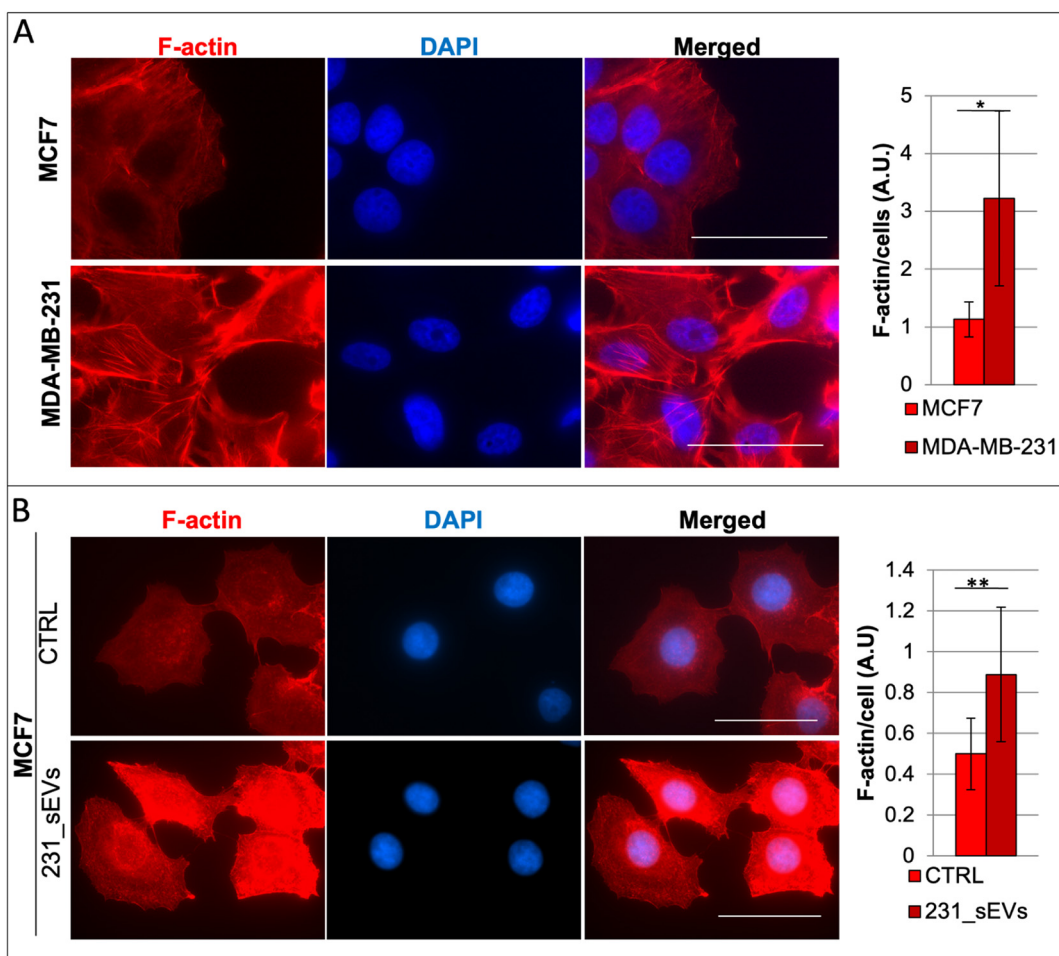 A
F-actin
DAPI
Merged
MCF7
MDA-MB-231
F-actin/cells (A.U.)
5
4
3
2
1
0
*
MCF7
MDA-MB-231
B
F-actin
DAPI
Merged
MCF7
CTRL
231_sEVs
F-actin/cell (A.U)
1.4
1.2
1
0.8
0.6
0.4
0.2
0
**
CTRL
231_sEVs